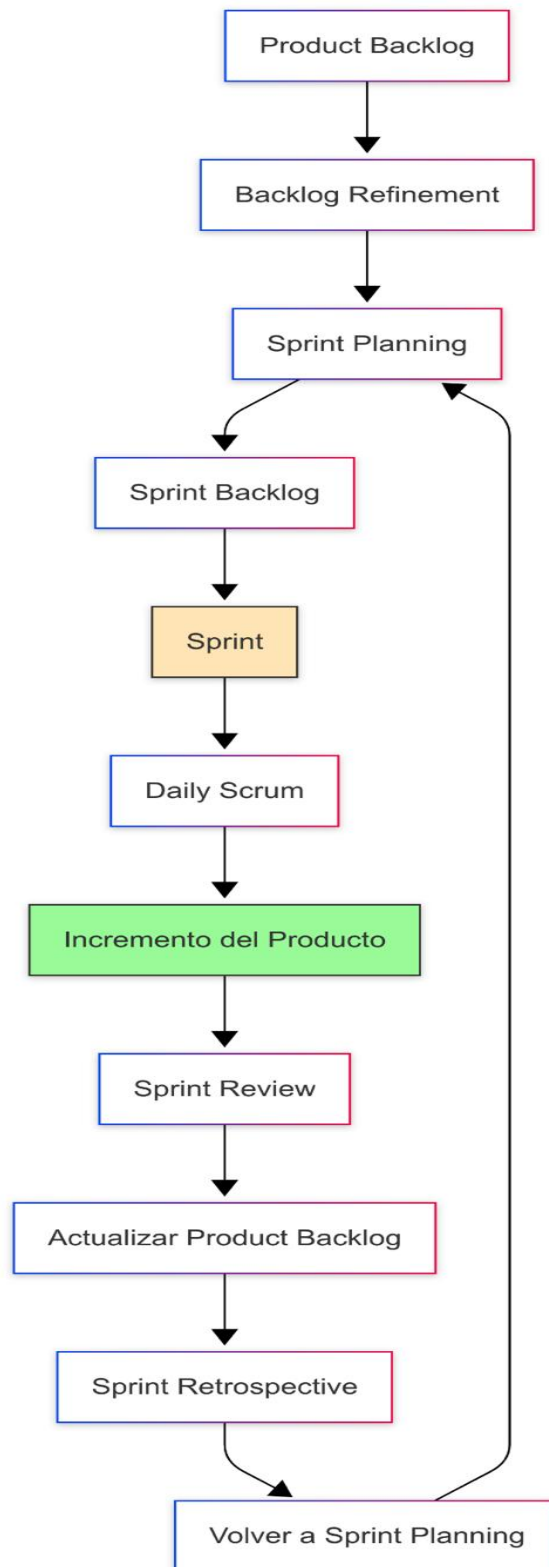 Product Backlog
Backlog Refinement
Sprint Planning
Sprint Backlog
Sprint
Daily Scrum
Incremento del Producto
Sprint Review
Actualizar Product Backlog
Sprint Retrospective
Volver a Sprint Planning